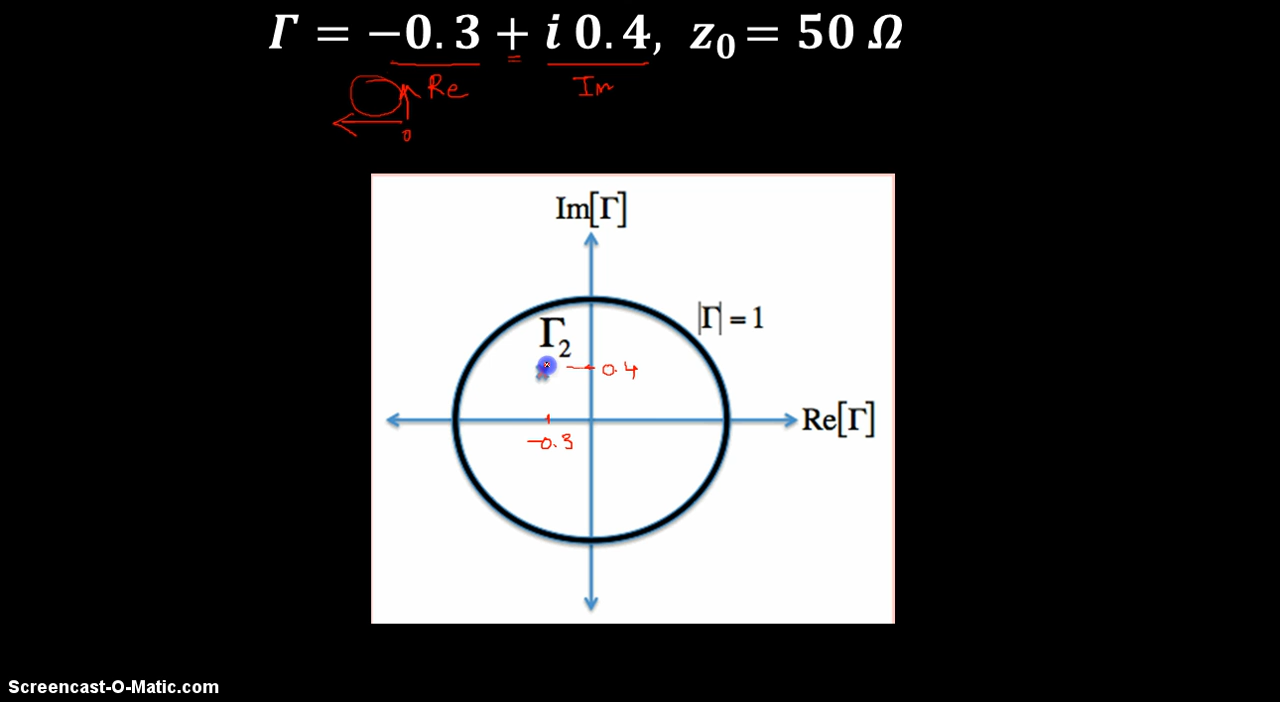 Γ = −0.3 + i 0.4, z₀ = 50 Ω
Re Im
0
Im[Γ]
|Γ| = 1
Γ₂
0.4
Re[Γ]
−0.3
Screencast-O-Matic.com